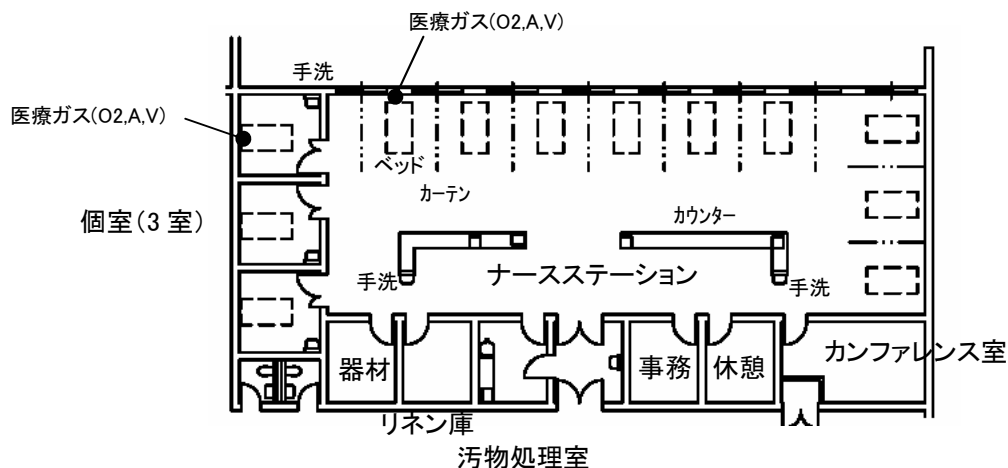 医療ガス(O2,A,V)
手洗
医療ガス(O2,A,V)
ベッド
カーテン
カウンター
個室(3 室)
手洗
ナースステーション
手洗
器材
事務
休憩
カンファレンス室
リネン庫
汚物処理室